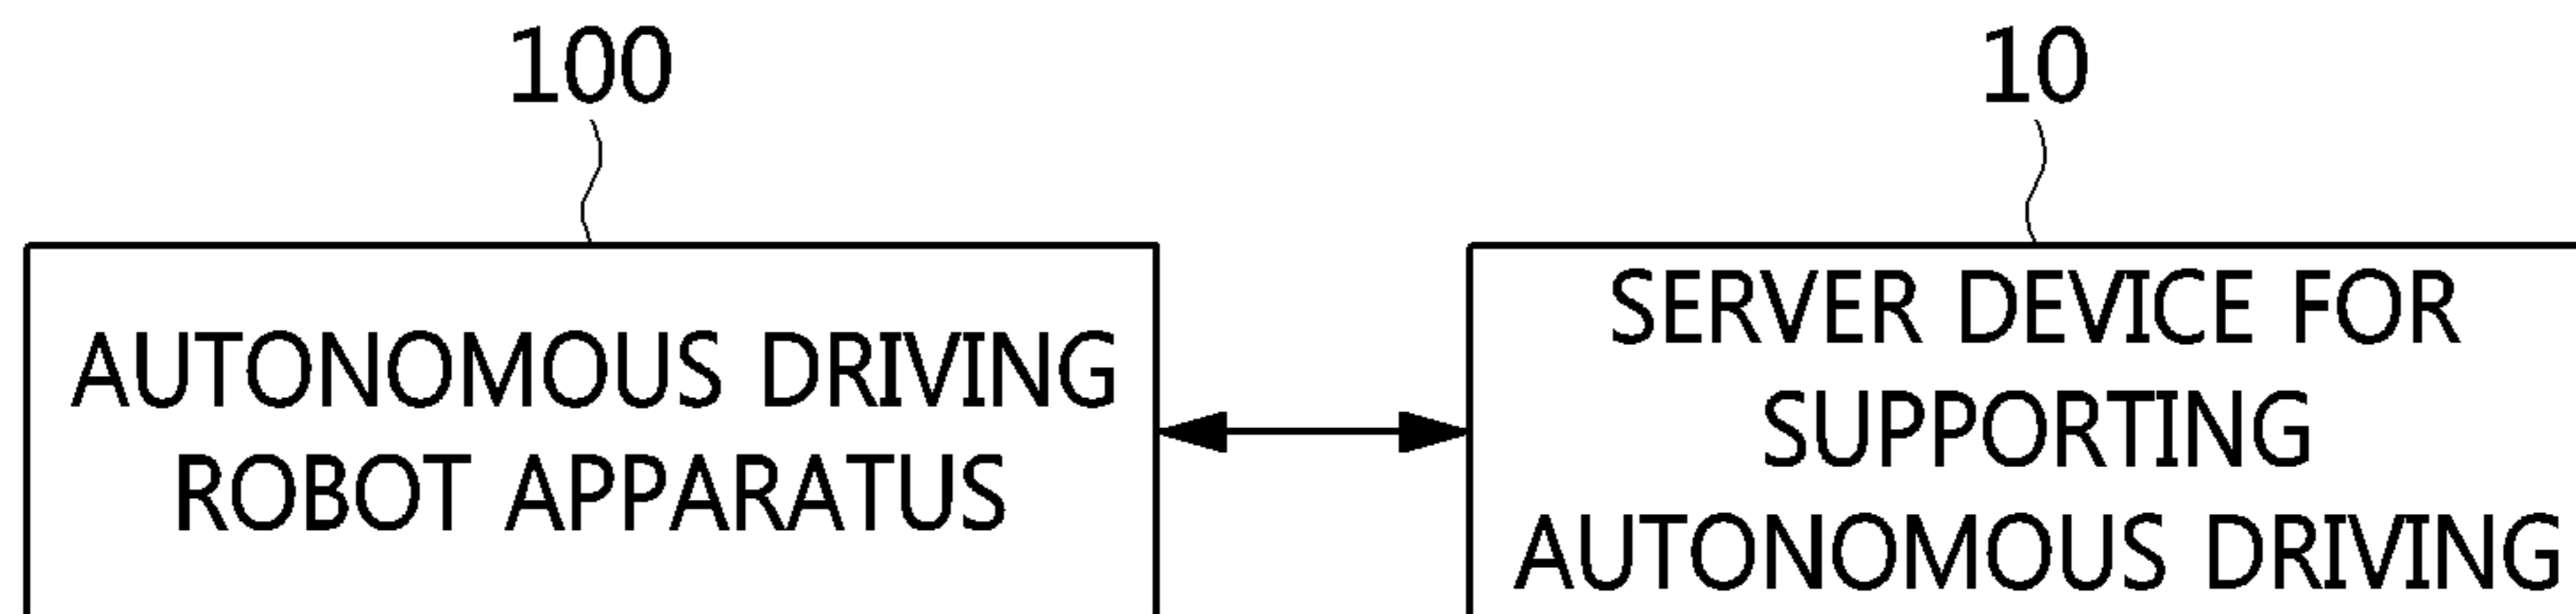 100
10
AUTONOMOUS DRIVING
ROBOT APPARATUS
SERVER DEVICE FOR
SUPPORTING
AUTONOMOUS DRIVING